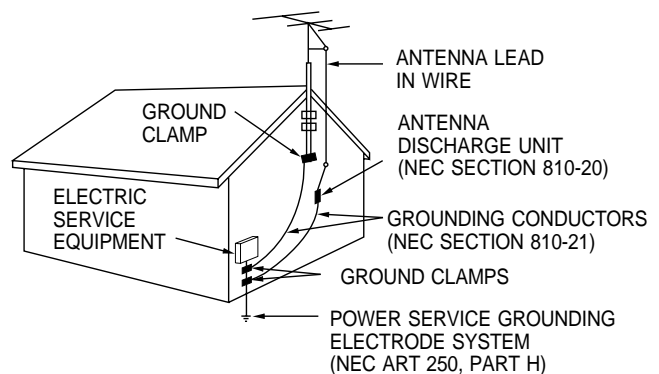 ANTENNA LEAD
IN WIRE
GROUND
CLAMP
ANTENNA
DISCHARGE UNIT
(NEC SECTION 810-20)
ELECTRIC
SERVICE
EQUIPMENT
GROUNDING CONDUCTORS
(NEC SECTION 810-21)
GROUND CLAMPS
POWER SERVICE GROUNDING
ELECTRODE SYSTEM
(NEC ART 250, PART H)